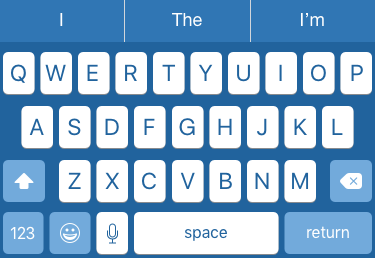 I The I'm
Q W E R T Y U I O P
A S D F G H J K L
Z X C V B N M
123 space return